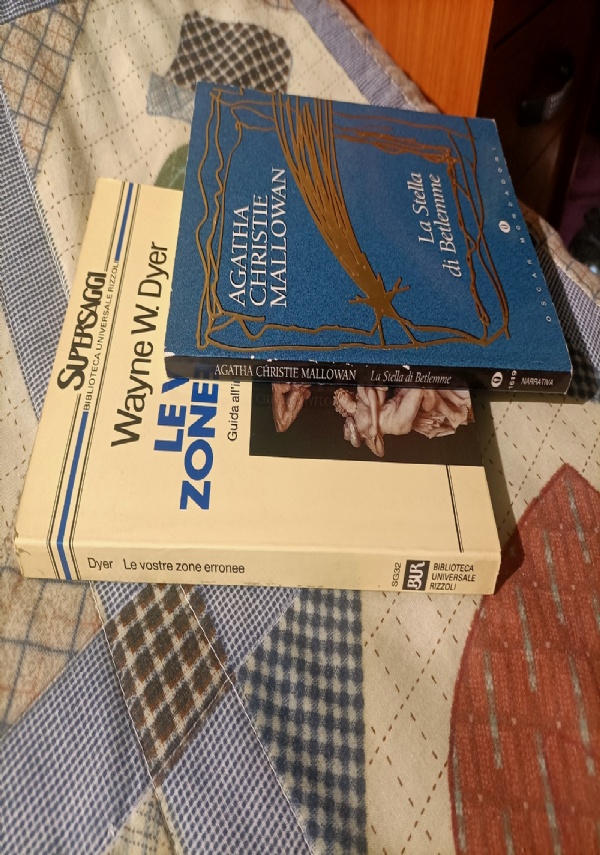 AGATHA
CHRISTIE
MALLOWAN
La Stella
di Betlemme
OSCAR MONDADORI
AGATHA CHRISTIE MALLOWAN La Stella di Betlemme
1619
NARRATIVA
SUPERSAGGI
BIBLIOTECA UNIVERSALE RIZZOLI
Wayne W. Dyer
LE
ZONE
Guida
Dyer Le vostre zone erronee
SG32
BUR
BIBLIOTECA
UNIVERSALE
RIZZOLI